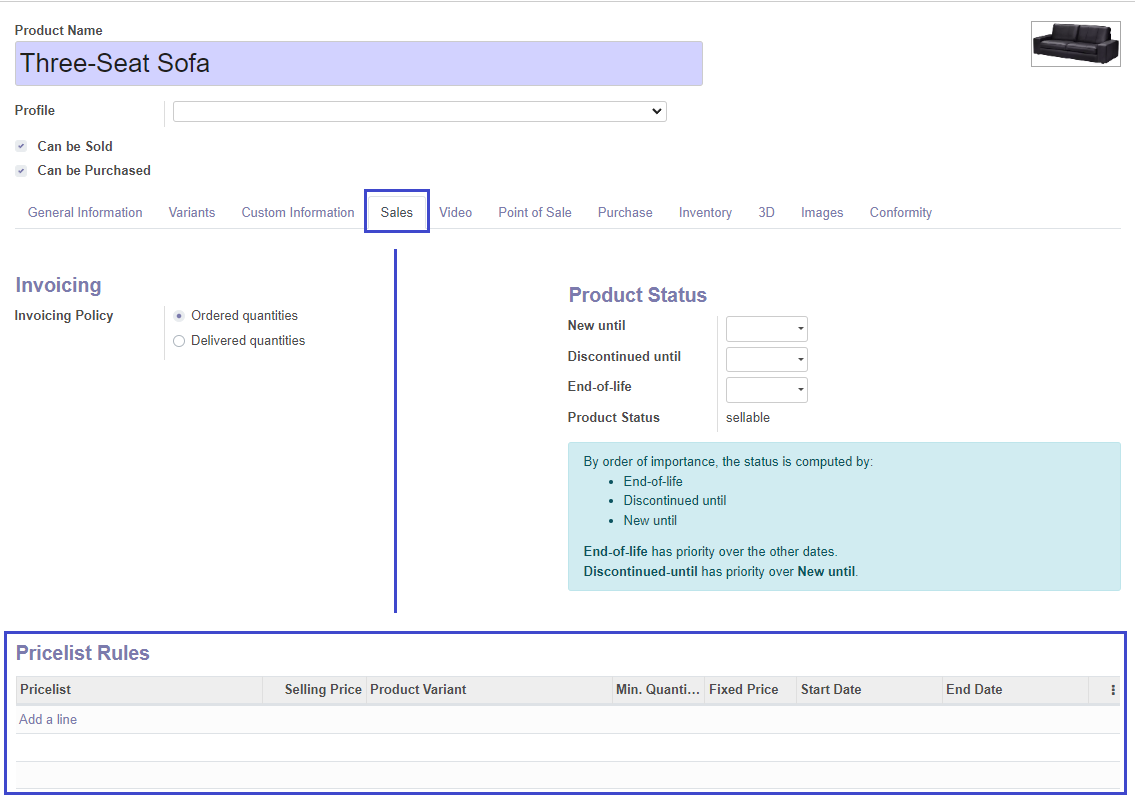 Product Name
Three-Seat Sofa
Profile
Can be Sold
Can be Purchased
General Information Variants Custom Information Sales Video Point of Sale Purchase Inventory 3D Images Conformity
Invoicing
Invoicing Policy
Ordered quantities
Delivered quantities
Product Status
New until
Discontinued until
End-of-life
Product Status sellable
By order of importance, the status is computed by:
• End-of-life
• Discontinued until
• New until
End-of-life has priority over the other dates.
Discontinued-until has priority over New until.
Pricelist Rules
Pricelist Selling Price Product Variant Min. Quanti... Fixed Price Start Date End Date
Add a line